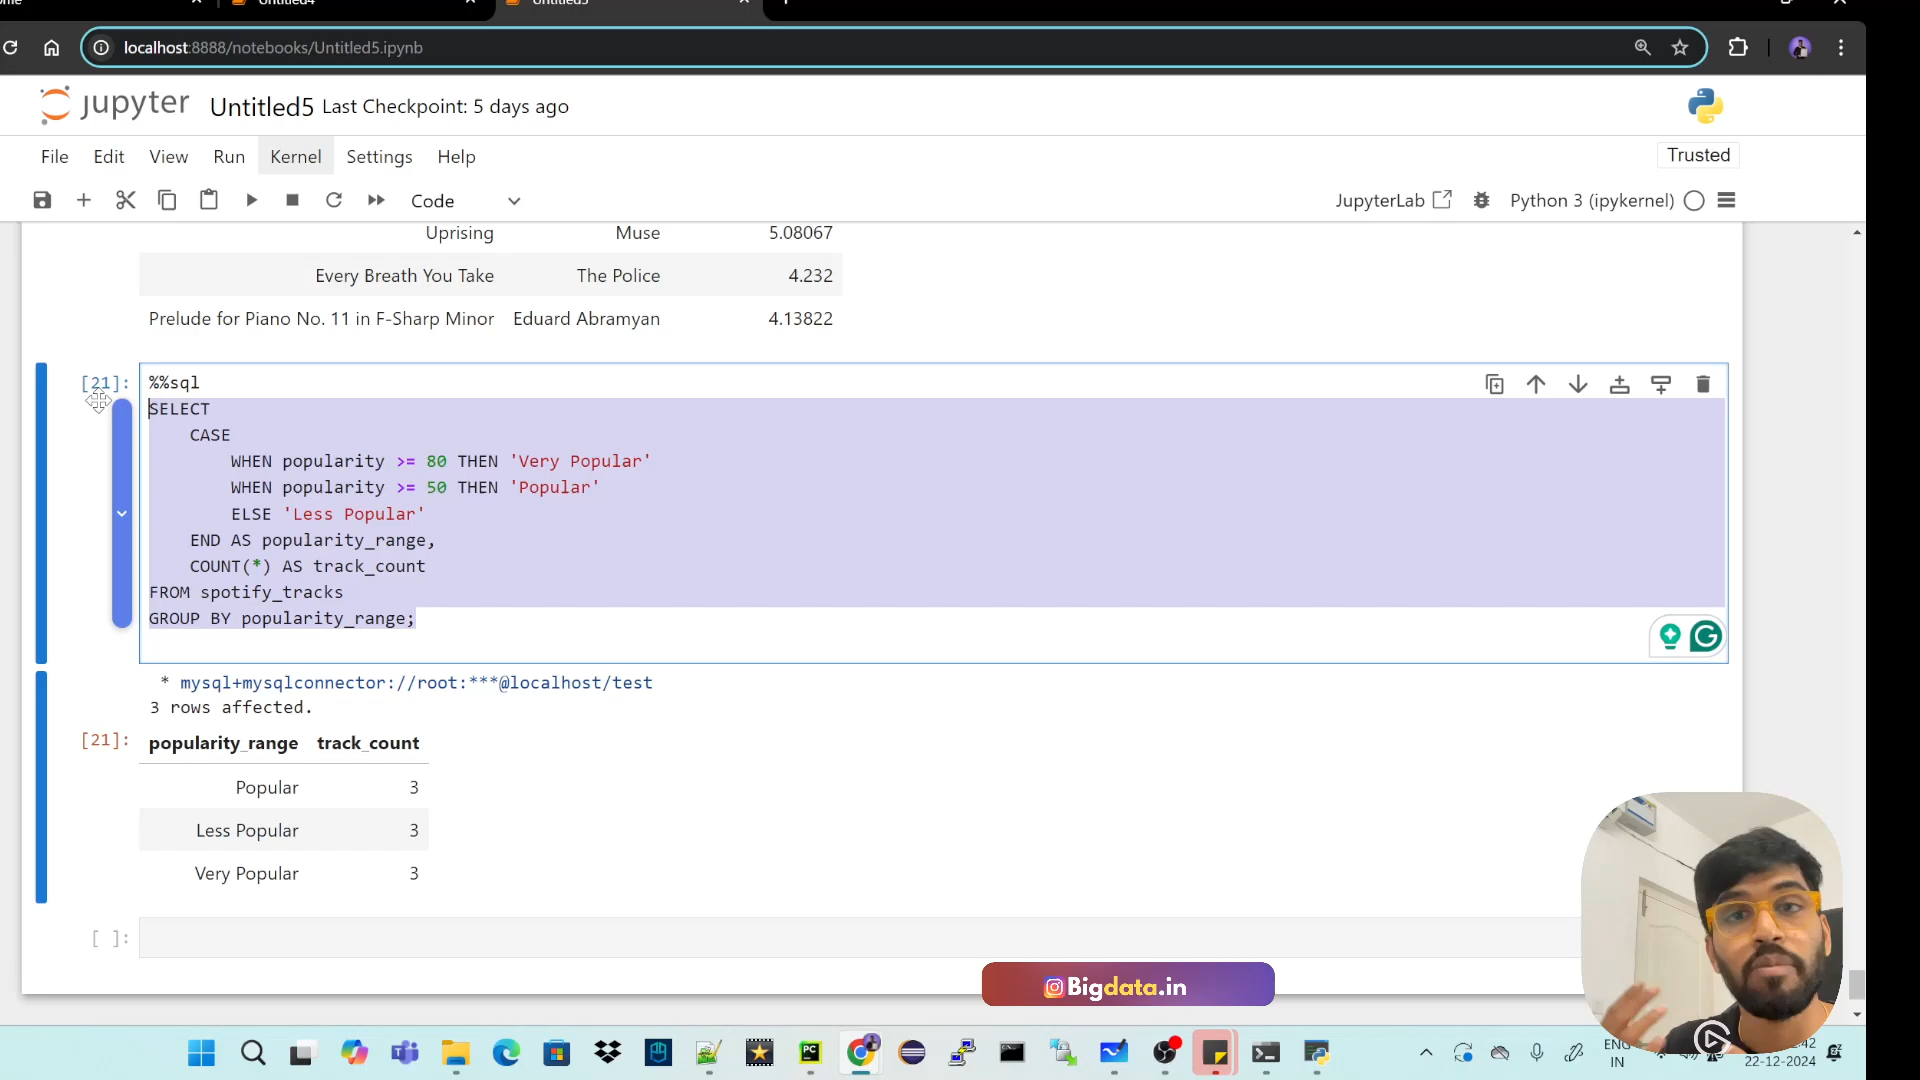 Untitled4
Untitled5
localhost:8888/notebooks/Untitled5.ipynb
jupyter Untitled5 Last Checkpoint: 5 days ago
File Edit View Run Kernel Settings Help
Trusted
Code
JupyterLab
Python 3 (ipykernel)
Uprising Muse 5.08067
Every Breath You Take The Police 4.232
Prelude for Piano No. 11 in F-Sharp Minor Eduard Abramyan 4.13822
[21]: %%sql
SELECT
CASE
WHEN popularity >= 80 THEN 'Very Popular'
WHEN popularity >= 50 THEN 'Popular'
ELSE 'Less Popular'
END AS popularity_range,
COUNT(*) AS track_count
FROM spotify_tracks
GROUP BY popularity_range;
* mysql+mysqlconnector://root:***@localhost/test
3 rows affected.
[21]: popularity_range track_count
Popular 3
Less Popular 3
Very Popular 3
[ ]:
Bigdata.in
ENG
IN
22-12-2024